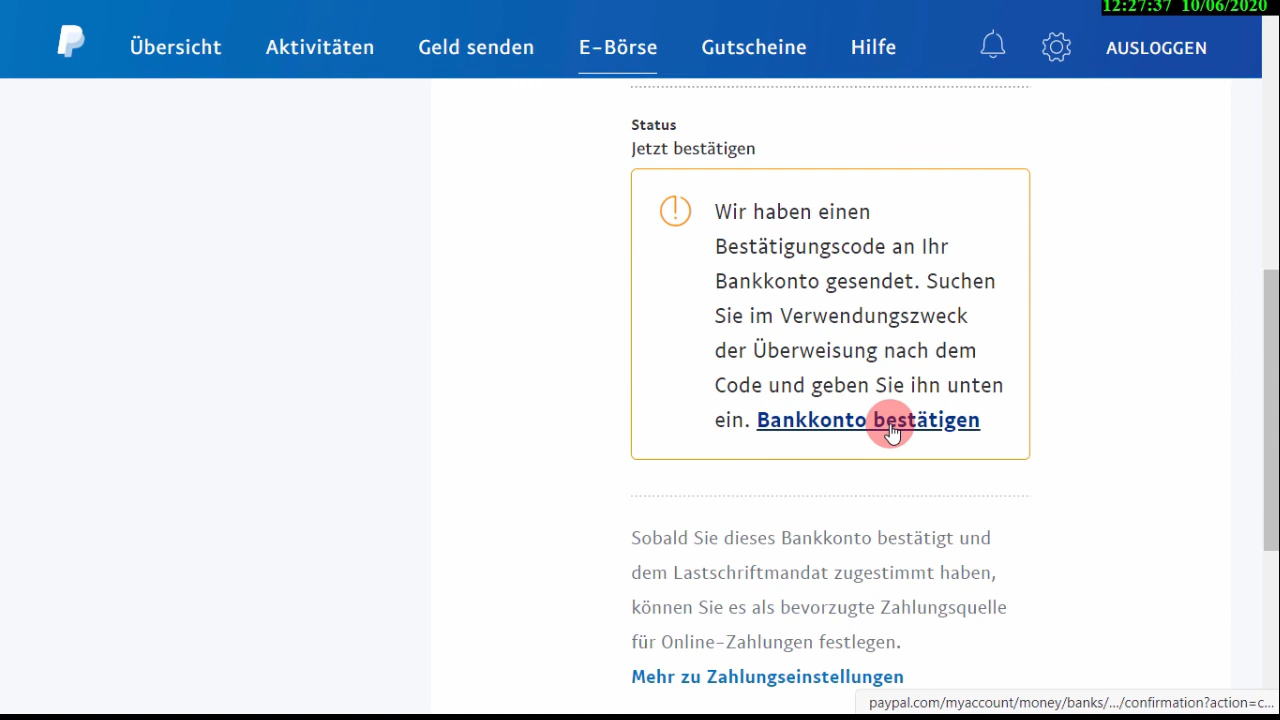 12:27:37 10/06/2020
Übersicht Aktivitäten Geld senden E-Börse Gutscheine Hilfe AUSLOGGEN
Status
Jetzt bestätigen
Wir haben einen
Bestätigungscode an Ihr
Bankkonto gesendet. Suchen
Sie im Verwendungszweck
der Überweisung nach dem
Code und geben Sie ihn unten
ein. Bankkonto bestätigen
Sobald Sie dieses Bankkonto bestätigt und
dem Lastschriftmandat zugestimmt haben,
können Sie es als bevorzugte Zahlungsquelle
für Online-Zahlungen festlegen.
Mehr zu Zahlungseinstellungen
paypal.com/myaccount/money/banks/.../confirmation?action=c...